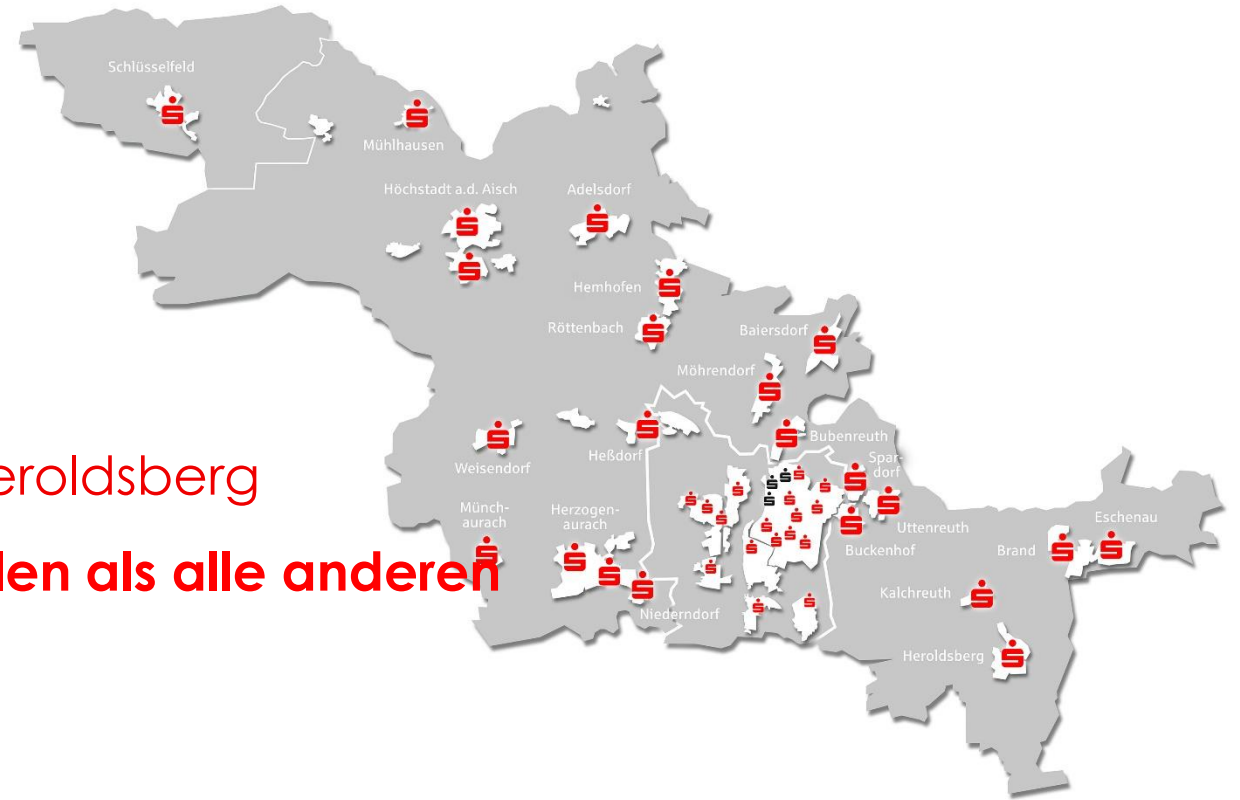 Schlüsselfeld
Mühlhausen
Höchstadt a.d. Aisch
Adelsdorf
Hemhofen
Röttenbach
Baiersdorf
Möhrendorf
Bubenreuth
Weisendorf
Heßdorf
Spar-
dorf
eroldsberg
Münch-
aurach
Herzogen-
aurach
Uttenreuth
Eschenau
Buckenhof
Brand
den als alle anderen
Kalchreuth
Niederndorf
Heroldsberg